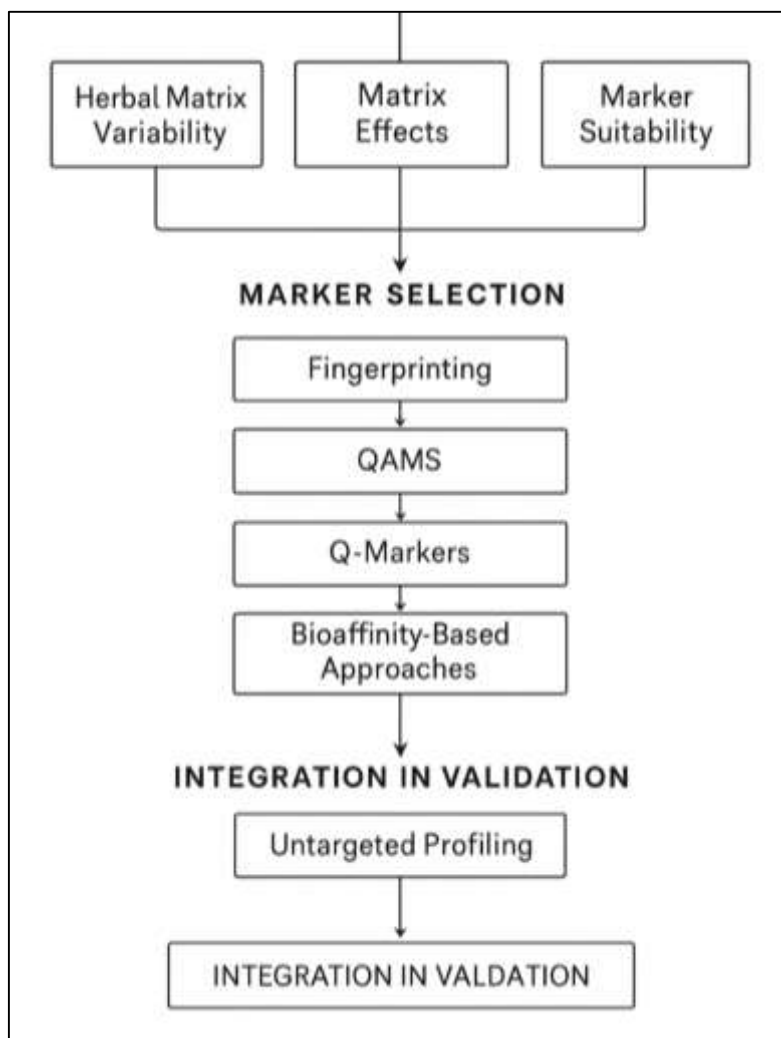 Herbal Matrix
Variability
Matrix
Effects
Marker
Suitability
MARKER SELECTION
Fingerprinting
QAMS
Q-Markers
Bioaffinity-Based
Approaches
INTEGRATION IN VALIDATION
Untargeted Profiling
INTEGRATION IN VALDATION